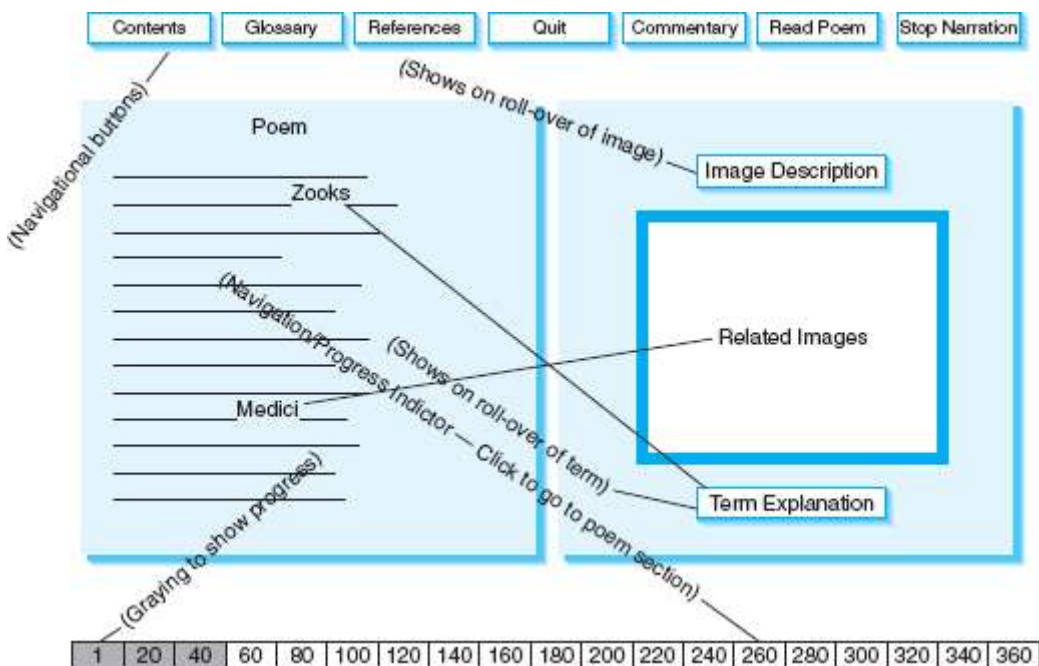 Contents Glossary References Quit Commentary Read Poem Stop Narration
(Navigational buttons)
(Shows on roll-over of image)
Poem
Image Description
Zooks
(Navigation/Progress Indictor — Click to go to poem section)
(Shows on roll-over of term)
Related Images
Medici
Term Explanation
(Graying to show progress)
1 20 40 60 80 100 120 140 160 180 200 220 240 260 280 300 320 340 360